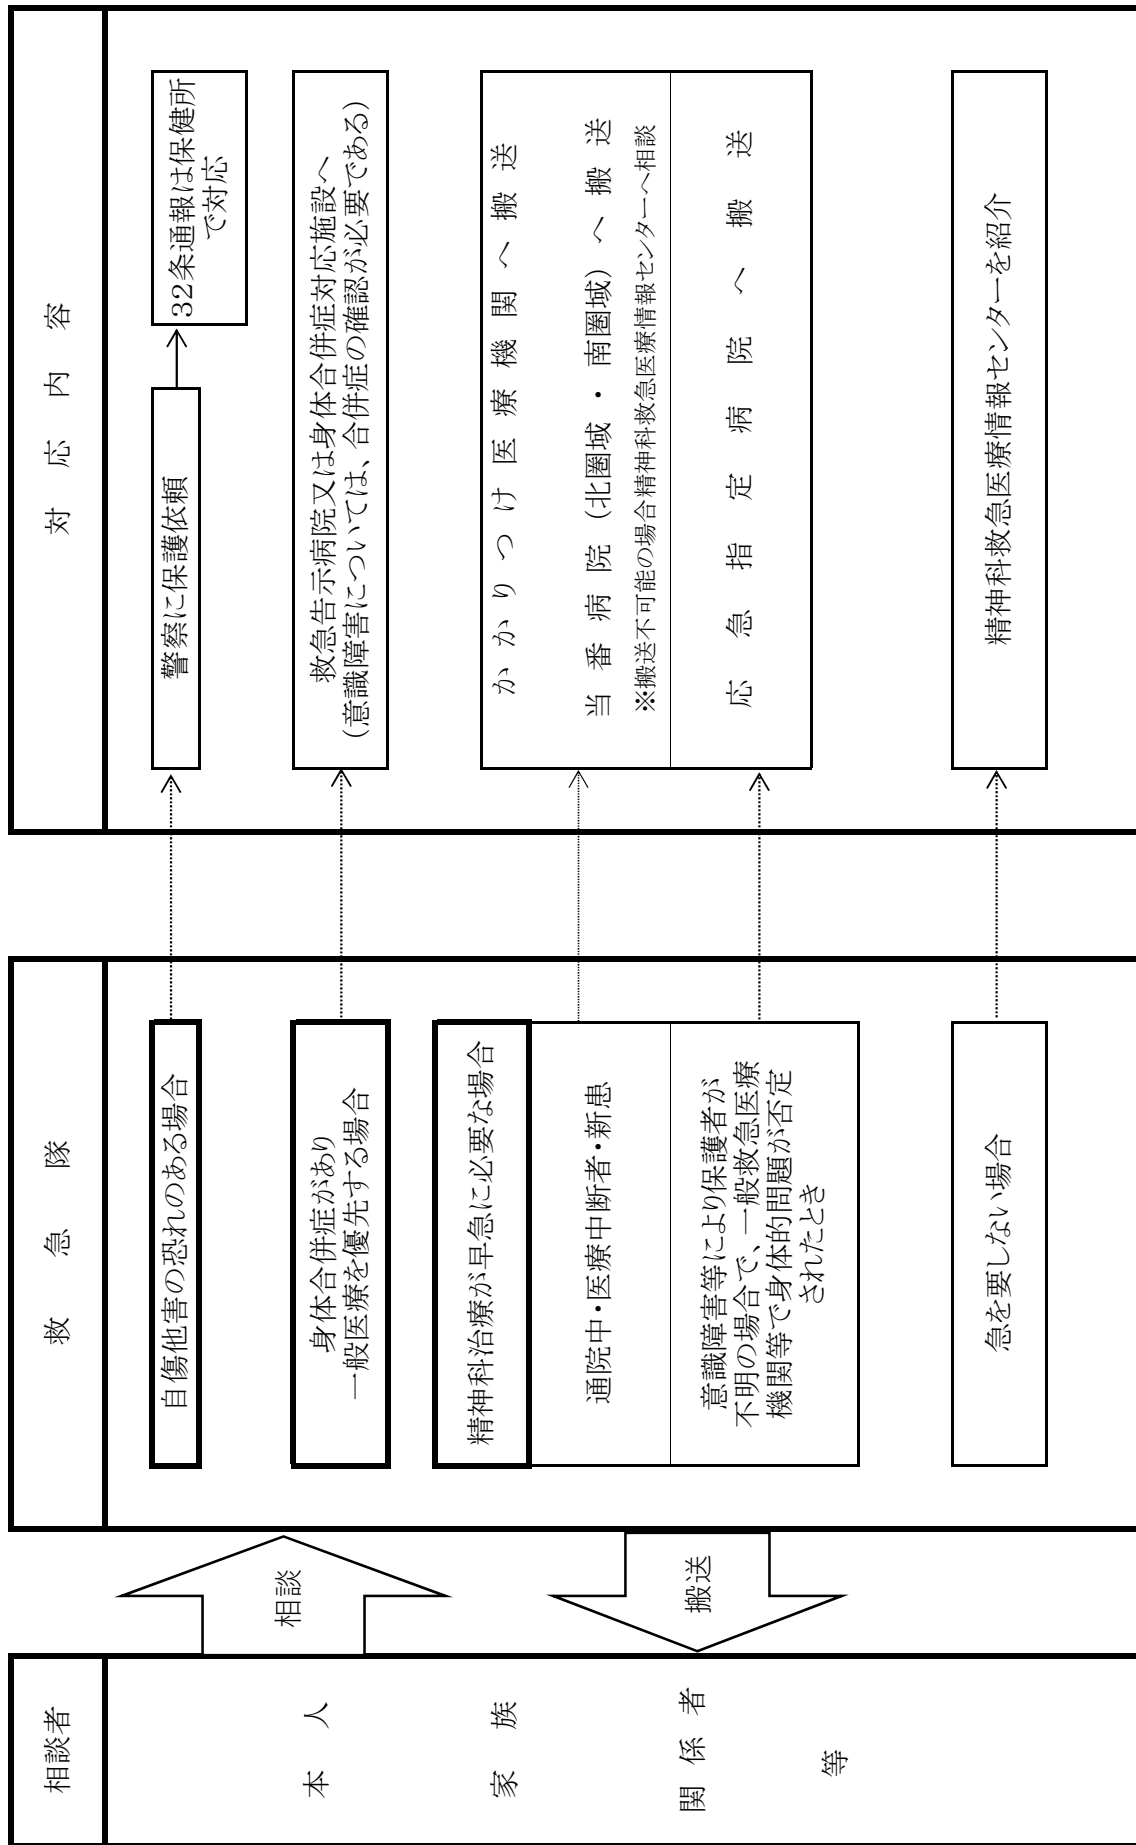 相談者
本人
家族
関係者
等
相談
搬送
救急隊
自傷他害の恐れのある場合
身体合併症があり
一般医療を優先する場合
精神科治療が早急に必要な場合
通院中・医療中断者・新患
意識障害等により保護者が
不明の場合で、一般救急医療
機関等で身体的問題が否定
されたとき
急を要しない場合
対応内容
警察に保護依頼
32条通報は保健所
で対応
救急告示病院又は身体合併症対応施設へ
(意識障害については、合併症の確認が必要である)
かかりつけ医療機関へ搬送
当番病院(北圏域・南圏域)へ搬送
※搬送不可能の場合精神科救急医療情報センターへ相談
応急指定病院へ搬送
精神科救急医療情報センターを紹介